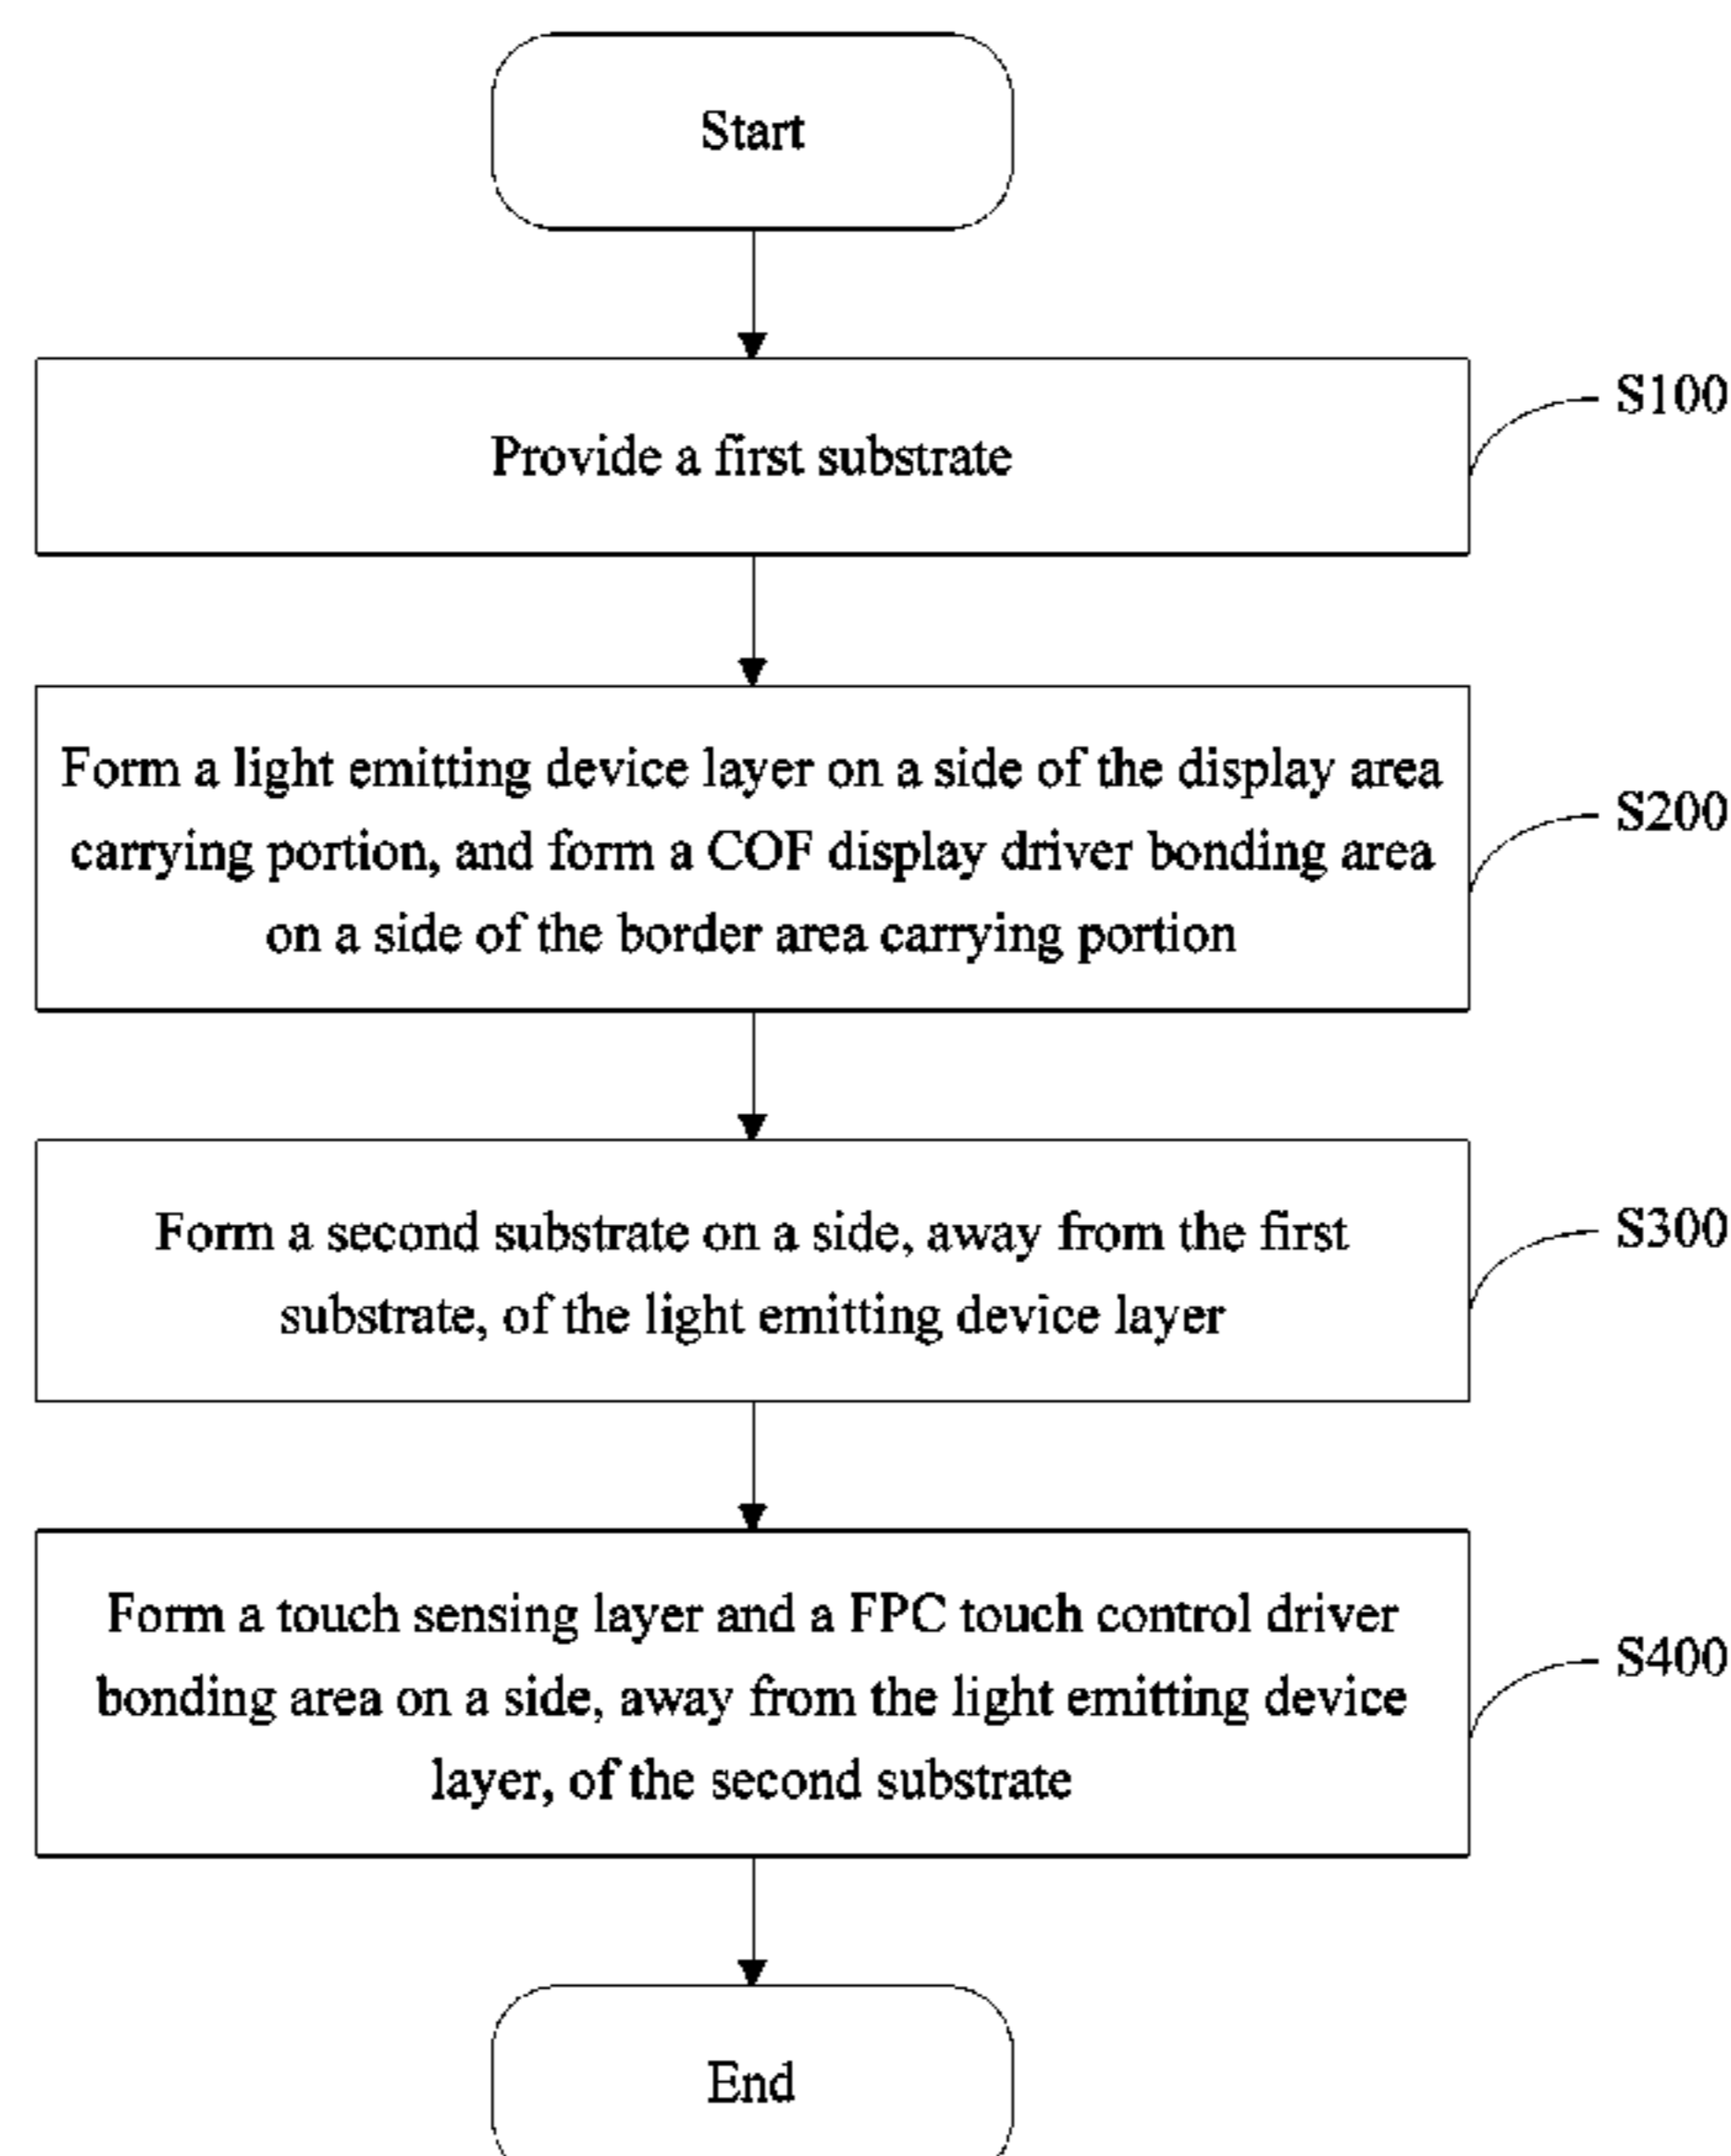 Start
Provide a first substrate
S100
Form a light emitting device layer on a side of the display area
carrying portion, and form a COF display driver bonding area
on a side of the border area carrying portion
S200
Form a second substrate on a side, away from the first
substrate, of the light emitting device layer
S300
Form a touch sensing layer and a FPC touch control driver
bonding area on a side, away from the light emitting device
layer, of the second substrate
S400
End